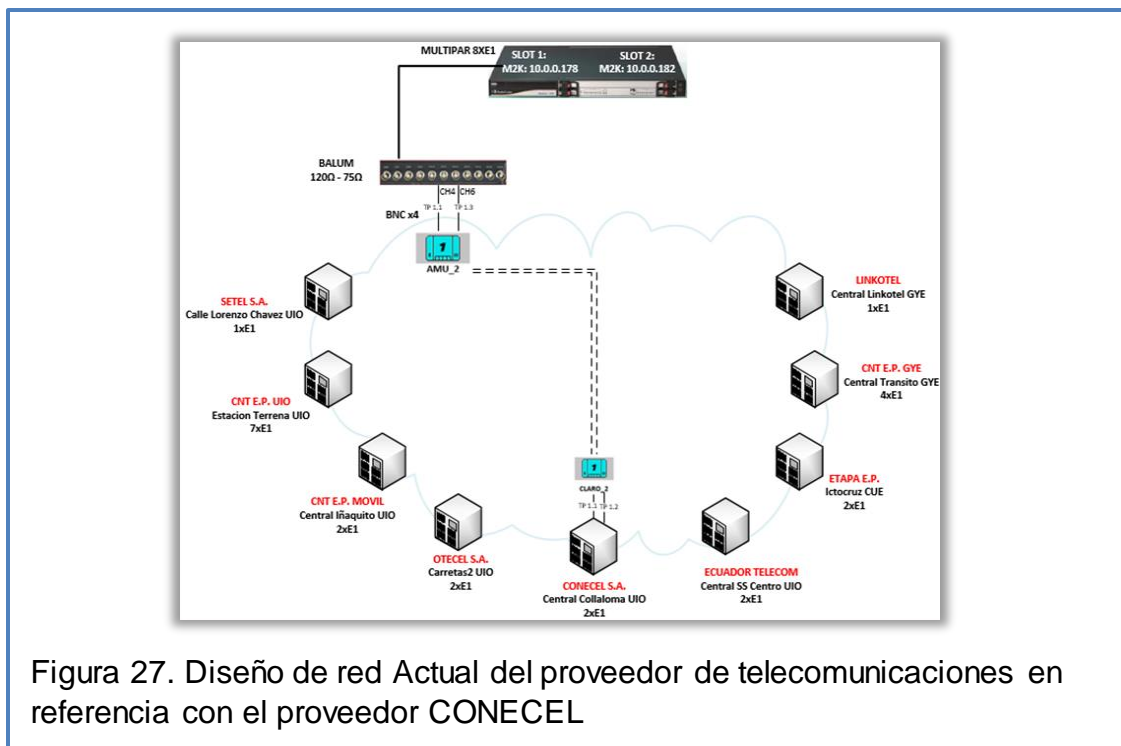 MULTIPAR 8XE1
SLOT 1:
M2K: 10.0.0.178
SLOT 2:
M2K: 10.0.0.182
BALUM
120Ω - 75Ω
CH4 CH6
TP 1.1 TP 1.3
BNC x4
1
AMU_2
SETEL S.A.
Calle Lorenzo Chavez UIO
1xE1
LINKOTEL
Central Linkotel GYE
1xE1
CNT E.P. UIO
Estacion Terrena UIO
7xE1
CNT E.P. GYE
Central Transito GYE
4xE1
CNT E.P. MOVIL
Central Iñaquito UIO
2xE1
ETAPA E.P.
Ictocruz CUE
2xE1
1
CLARO_2
TP 1.1 TP 1.2
OTECEL S.A.
Carretas2 UIO
2xE1
CONECEL S.A.
Central Collaloma UIO
2xE1
ECUADOR TELECOM
Central SS Centro UIO
2xE1
Figura 27. Diseño de red Actual del proveedor de telecomunicaciones en
referencia con el proveedor CONECEL